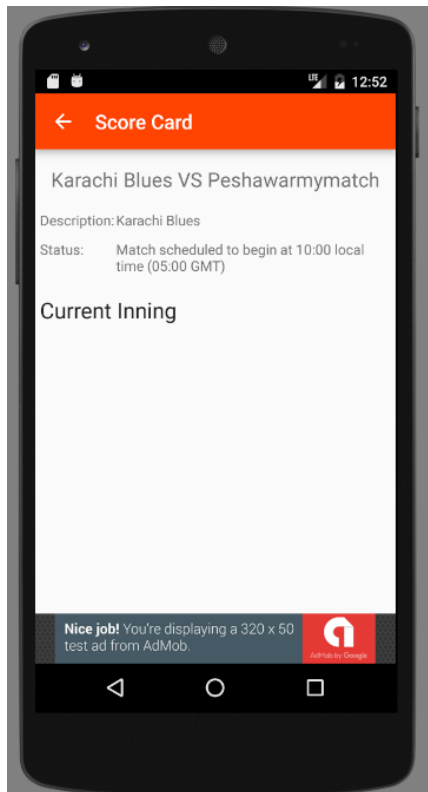 LTE 12:52
Score Card
Karachi Blues VS Peshawarmymatch
Description: Karachi Blues
Status: Match scheduled to begin at 10:00 local
time (05:00 GMT)
Current Inning
Nice job! You're displaying a 320 x 50
test ad from AdMob.
AdMob by Google